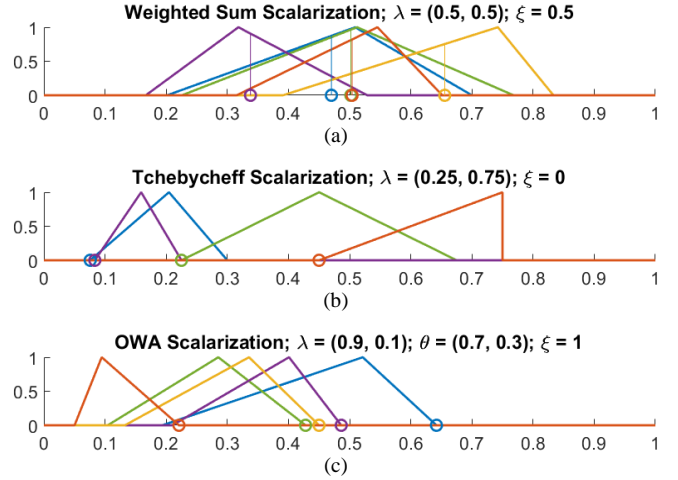 Weighted Sum Scalarization; λ = (0.5, 0.5); ξ = 0.5
1
0.5
0
0 0.1 0.2 0.3 0.4 0.5 0.6 0.7 0.8 0.9 1
(a)
Tchebycheff Scalarization; λ = (0.25, 0.75); ξ = 0
1
0.5
0
0 0.1 0.2 0.3 0.4 0.5 0.6 0.7 0.8 0.9 1
(b)
OWA Scalarization; λ = (0.9, 0.1); θ = (0.7, 0.3); ξ = 1
1
0.5
0
0 0.1 0.2 0.3 0.4 0.5 0.6 0.7 0.8 0.9 1
(c)